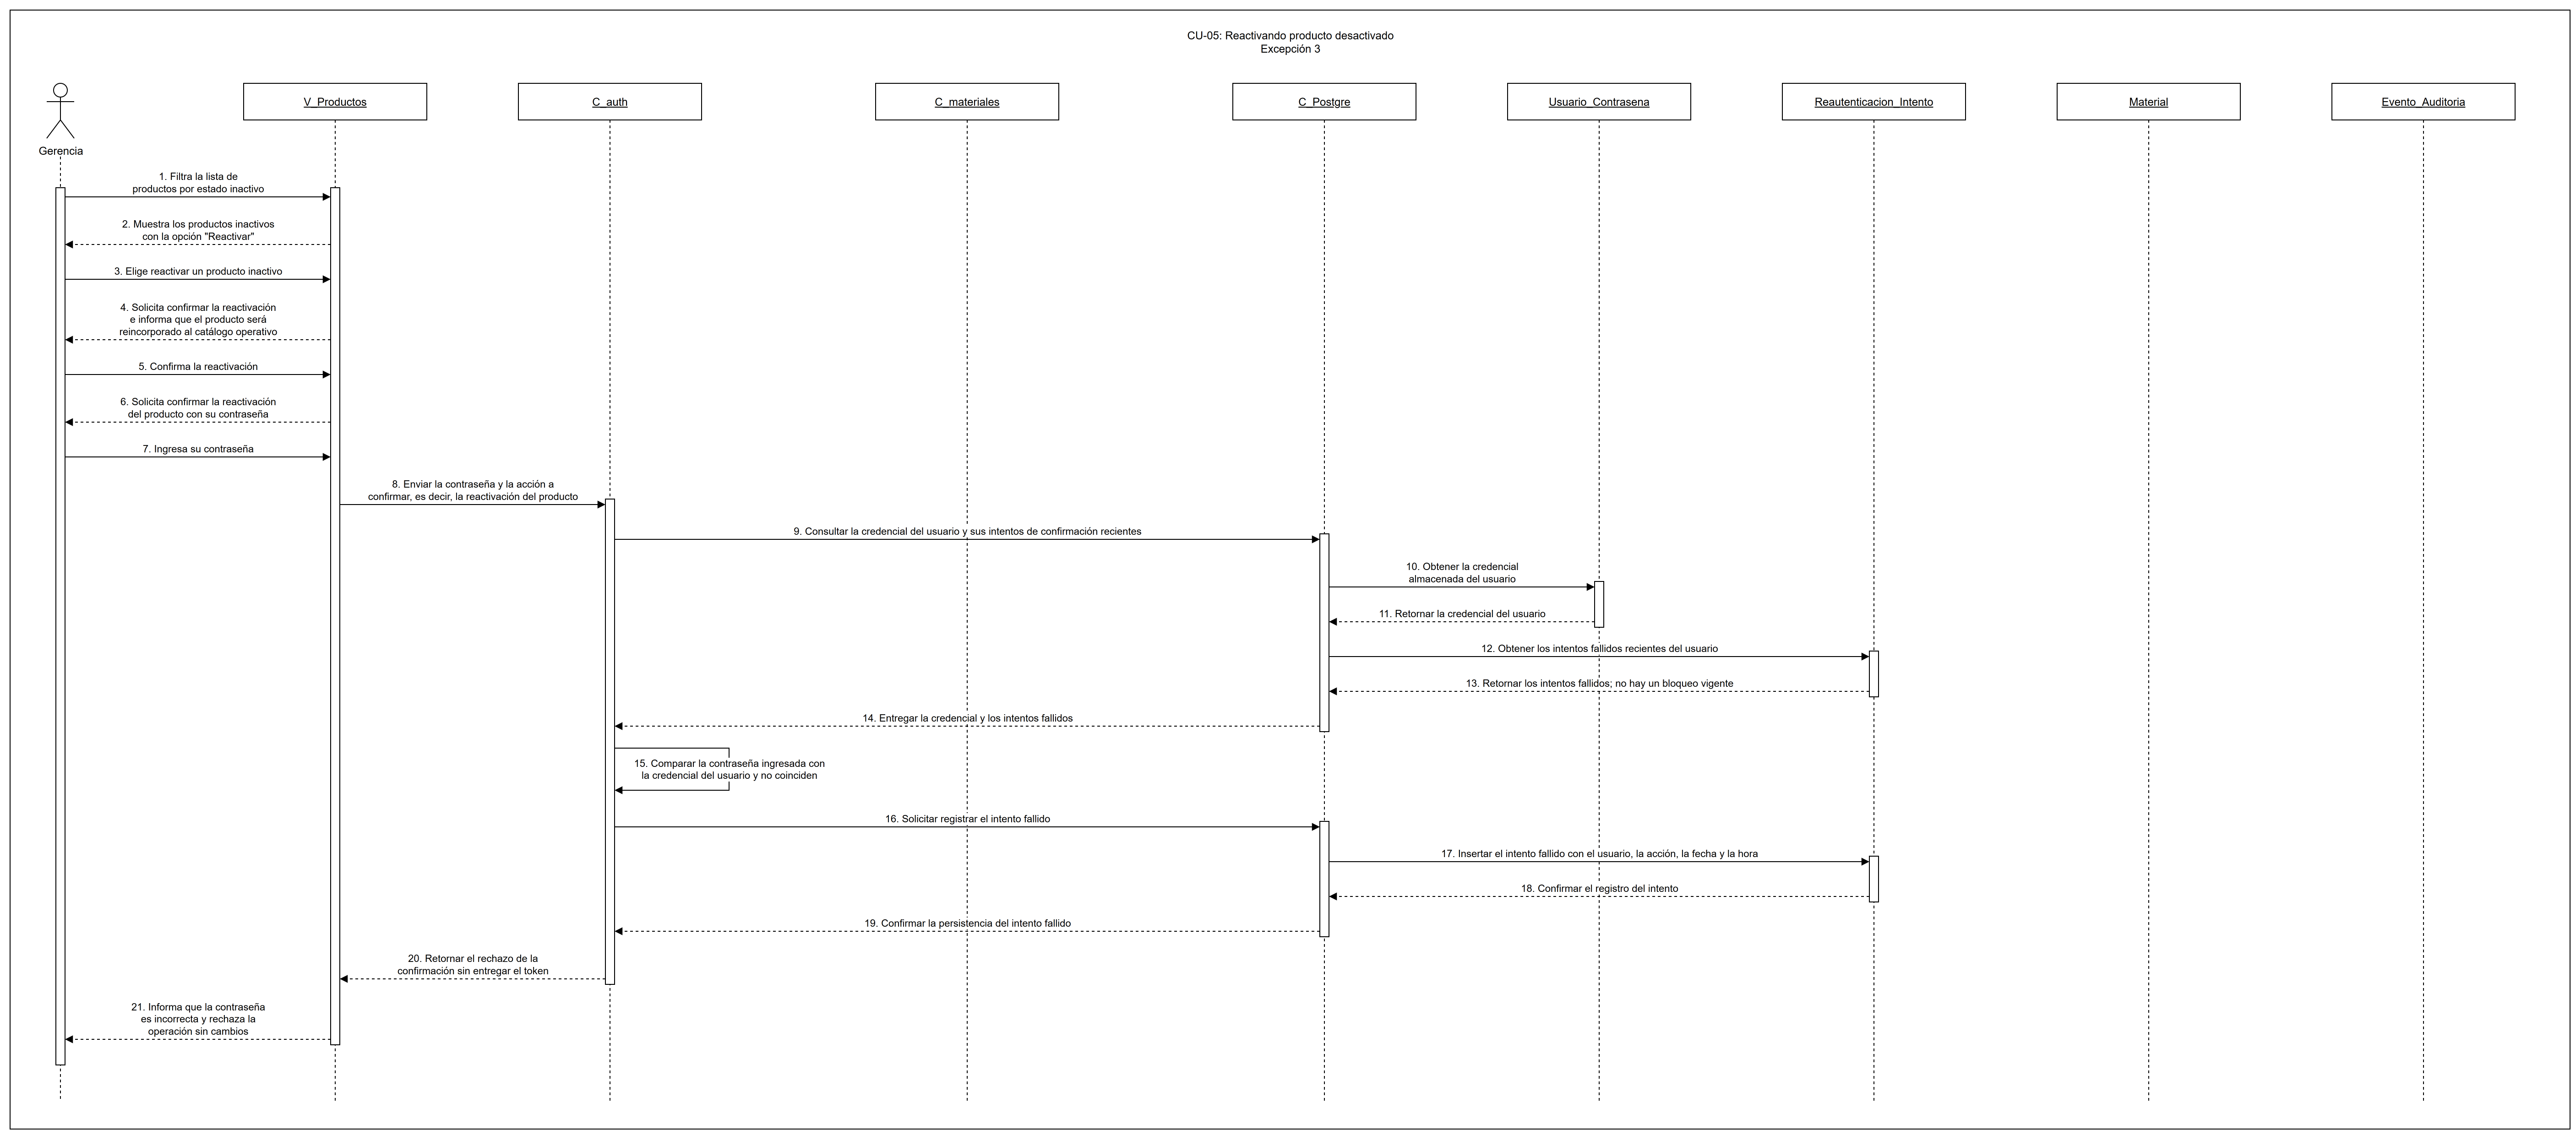 CU-05: Reactivando producto desactivado
Excepción 3
Gerencia
V_Productos
C_auth
C_materiales
C_Postgre
Usuario_Contrasena
Reautenticacion_Intento
Material
Evento_Auditoria
1. Filtra la lista de
productos por estado inactivo
2. Muestra los productos inactivos
con la opción "Reactivar"
3. Elige reactivar un producto inactivo
4. Solicita confirmar la reactivación
e informa que el producto será
reincorporado al catálogo operativo
5. Confirma la reactivación
6. Solicita confirmar la reactivación
del producto con su contraseña
7. Ingresa su contraseña
8. Enviar la contraseña y la acción a
confirmar, es decir, la reactivación del producto
9. Consultar la credencial del usuario y sus intentos de confirmación recientes
10. Obtener la credencial
almacenada del usuario
11. Retornar la credencial del usuario
12. Obtener los intentos fallidos recientes del usuario
13. Retornar los intentos fallidos; no hay un bloqueo vigente
14. Entregar la credencial y los intentos fallidos
15. Comparar la contraseña ingresada con
la credencial del usuario y no coinciden
16. Solicitar registrar el intento fallido
17. Insertar el intento fallido con el usuario, la acción, la fecha y la hora
18. Confirmar el registro del intento
19. Confirmar la persistencia del intento fallido
20. Retornar el rechazo de la
confirmación sin entregar el token
21. Informa que la contraseña
es incorrecta y rechaza la
operación sin cambios